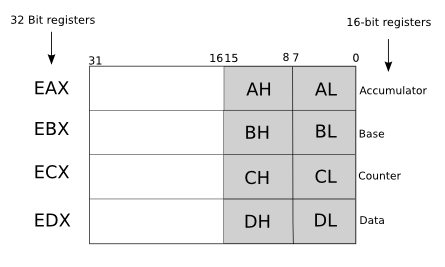 32 Bit registers
16-bit registers
31 16 15 8 7 0
EAX AH AL Accumulator
EBX BH BL Base
ECX CH CL Counter
EDX DH DL Data